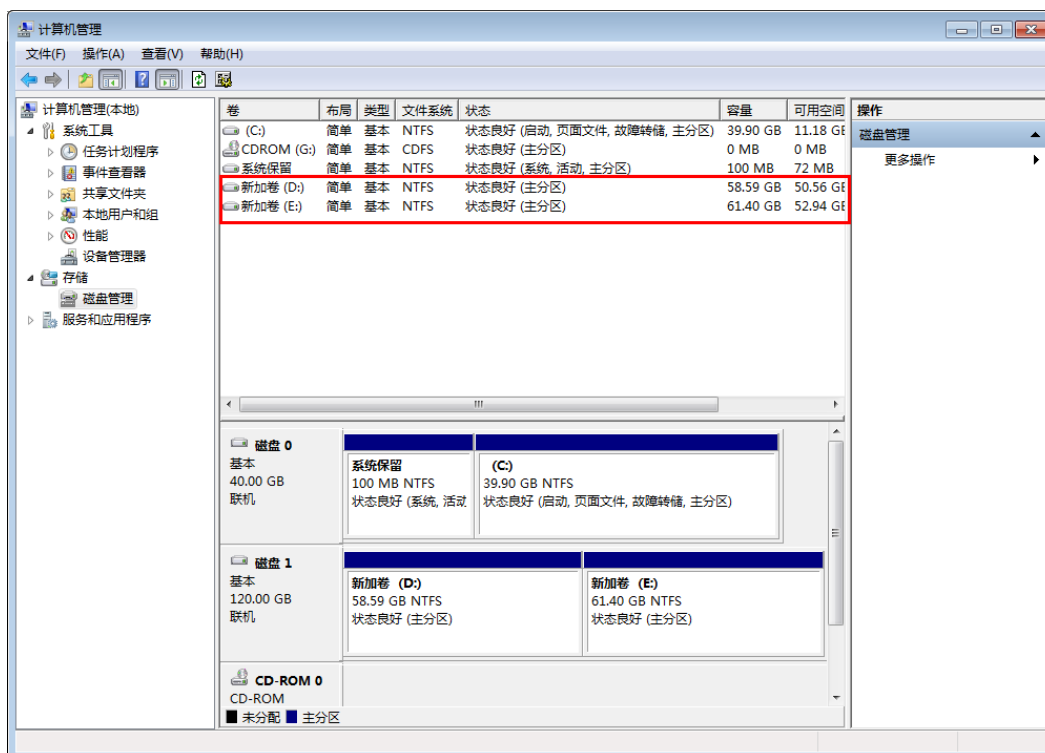 计算机管理
文件(F) 操作(A) 查看(V) 帮助(H)
计算机管理(本地)
系统工具
任务计划程序
事件查看器
共享文件夹
本地用户和组
性能
设备管理器
存储
磁盘管理
服务和应用程序
卷 布局 类型 文件系统 状态 容量 可用空间
(C:) 简单 基本 NTFS 状态良好 (启动, 页面文件, 故障转储, 主分区) 39.90 GB 11.18 GB
CDROM (G:) 简单 基本 CDFS 状态良好 (主分区) 0 MB 0 MB
系统保留 简单 基本 NTFS 状态良好 (系统, 活动, 主分区) 100 MB 72 MB
新加卷 (D:) 简单 基本 NTFS 状态良好 (主分区) 58.59 GB 50.56 GB
新加卷 (E:) 简单 基本 NTFS 状态良好 (主分区) 61.40 GB 52.94 GB
磁盘 0
基本
40.00 GB
联机
系统保留
100 MB NTFS
状态良好 (系统, 活动
(C:)
39.90 GB NTFS
状态良好 (启动, 页面文件, 故障转储, 主分区)
磁盘 1
基本
120.00 GB
联机
新加卷 (D:)
58.59 GB NTFS
状态良好 (主分区)
新加卷 (E:)
61.40 GB NTFS
状态良好 (主分区)
CD-ROM 0
CD-ROM
未分配 主分区
操作
磁盘管理
更多操作